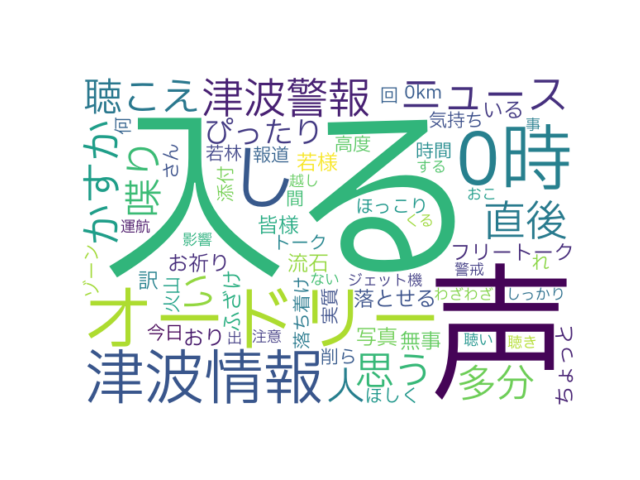 聴こえ
津波警報
回
0km
ニュース
何
ぴったり
気持ち
いる
事
かすか
喋り
さん
若林
報道
若様
高度
時間
する
0時
入る
し
添付
越し
間
ほっこり
おこ
直後
運航
影響
皆様
くる
ゾーン
お祈り
トーク
フリートーク
れ
訳
流石
ない
ジェット機
警戒
火山
い
ふざけ
落ち着け
実質
落とせる
わざわざ
しっかり
オードリー
声
今日
おり
出
注意
写真
無事
聴い
聴き
ちょっと
津波情報
削ら
人
思う
ほしく
多分